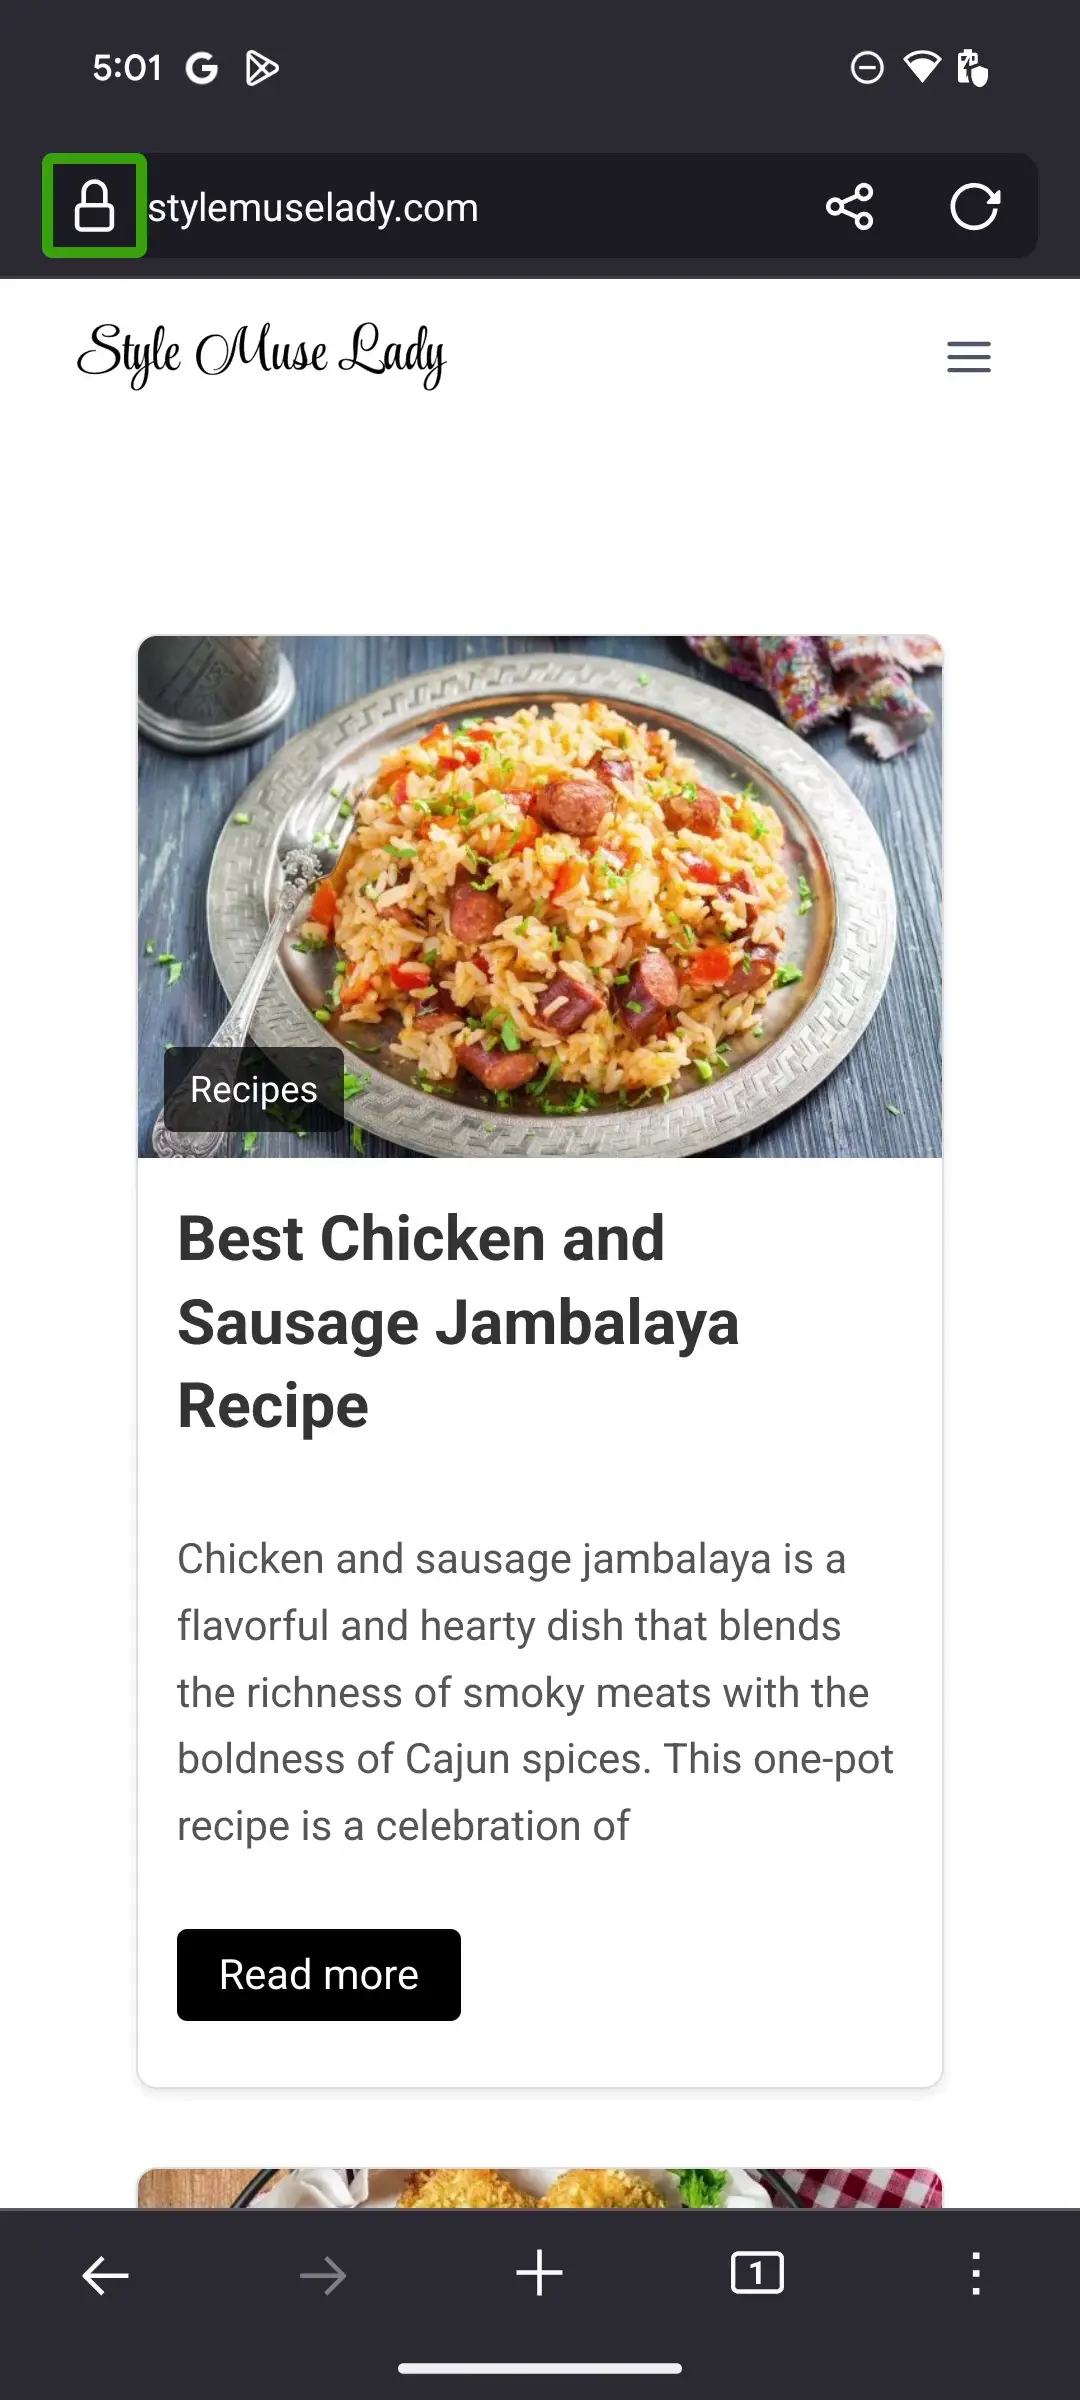 5:01
stylemuselady.com
Style Muse Lady
Recipes
Best Chicken and
Sausage Jambalaya
Recipe
Chicken and sausage jambalaya is a
flavorful and hearty dish that blends
the richness of smoky meats with the
boldness of Cajun spices. This one-pot
recipe is a celebration of
Read more
1